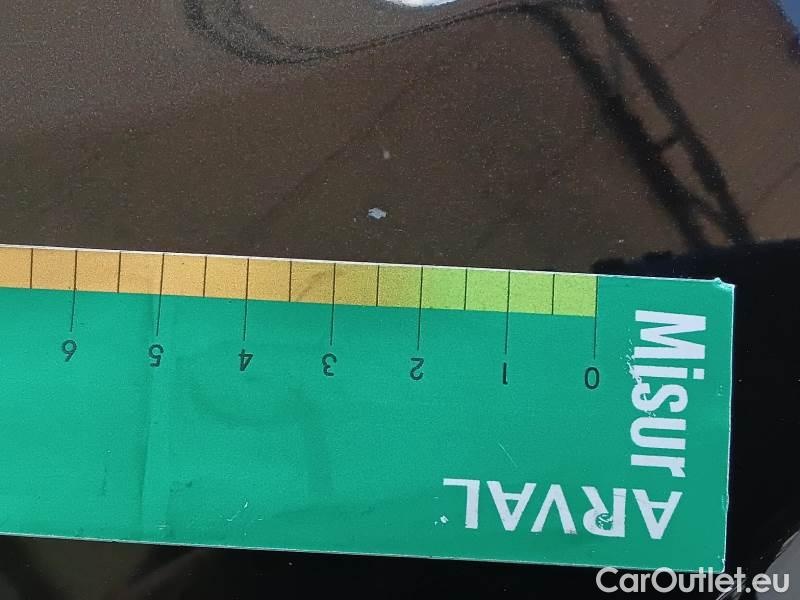 6 5 4 3 2 1 0
Misur
ARVAL
CarOutlet.eu